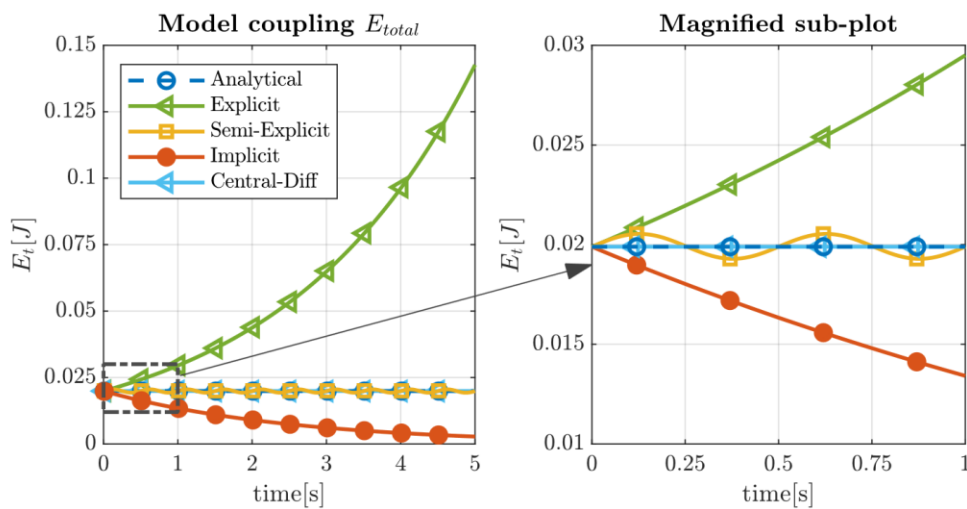 Model coupling E_total
0.15
0.125
0.1
0.075
0.05
0.025
0
E_t[J]
Analytical
Explicit
Semi-Explicit
Implicit
Central-Diff
0 1 2 3 4 5
time[s]
Magnified sub-plot
0.03
0.025
0.02
0.015
0.01
E_t[J]
0 0.25 0.5 0.75 1
time[s]